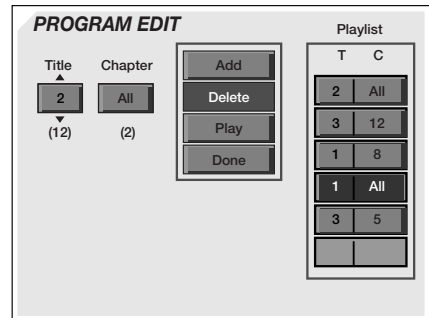 PROGRAM EDIT
Title Chapter
2 All
(12) (2)
Add
Delete
Play
Done
Playlist
T C
2 All
3 12
1 8
1 All
3 5